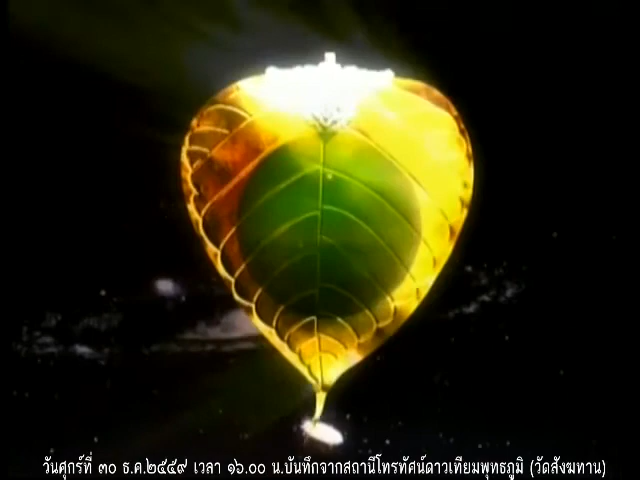 วันศุกร์ที่ ๓๐ ธ.ค.๒๕๕๙ เวลา ๑๖.๐๐ น.บันทึกจากสถานีโทรทัศน์ดาวเทียมพุทธภูมิ (วัดสังฆทาน)